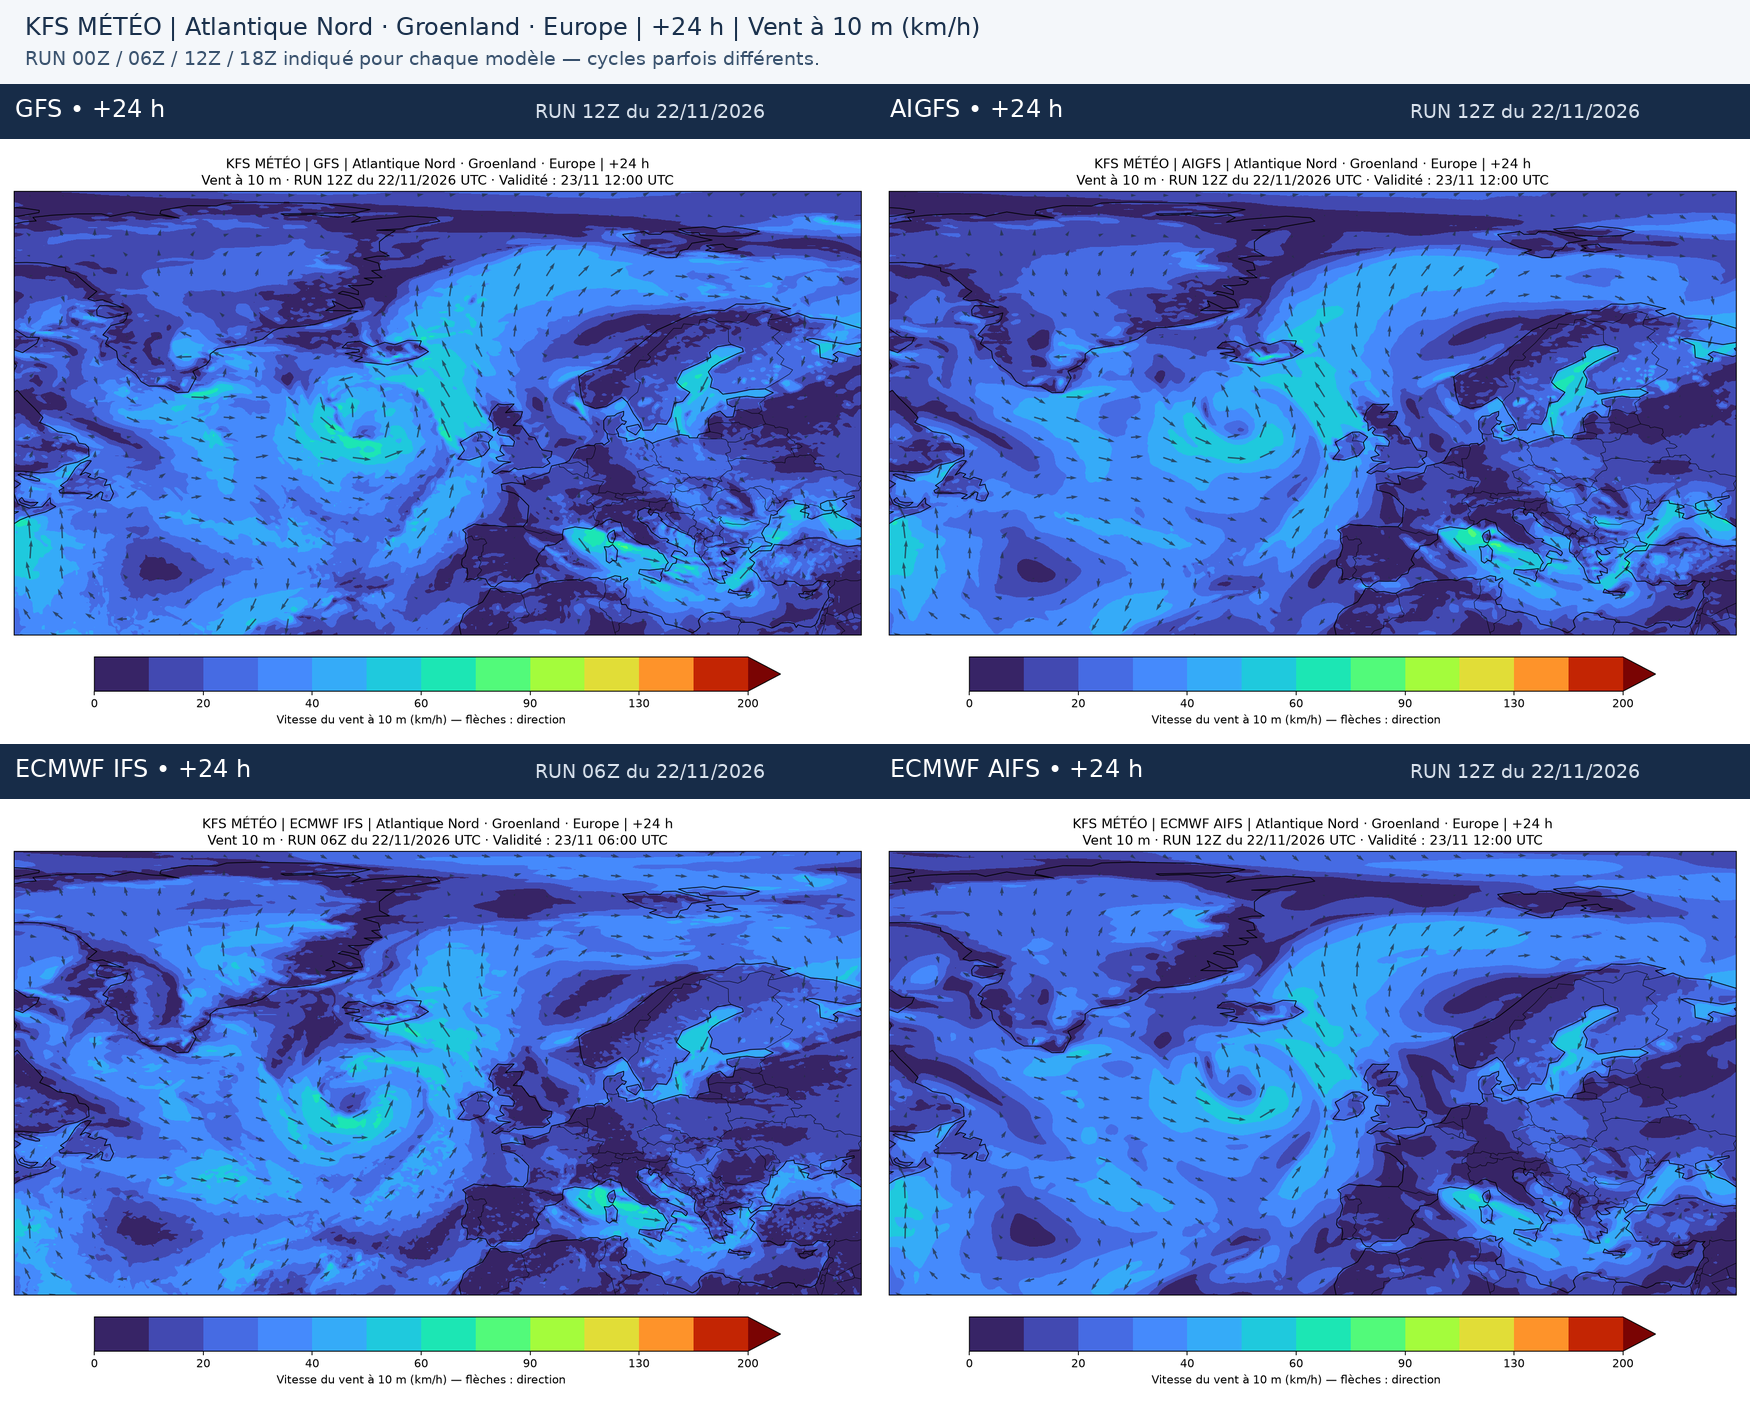 KFS MÉTÉO | Atlantique Nord · Groenland · Europe | +24 h | Vent à 10 m (km/h)
RUN 00Z / 06Z / 12Z / 18Z indiqué pour chaque modèle — cycles parfois différents.
GFS • +24 h
RUN 12Z du 22/11/2026
KFS MÉTÉO | GFS | Atlantique Nord · Groenland · Europe | +24 h
Vent à 10 m · RUN 12Z du 22/11/2026 UTC · Validité : 23/11 12:00 UTC
0 20 40 60 90 130 200
Vitesse du vent à 10 m (km/h) — flèches : direction
AIGFS • +24 h
RUN 12Z du 22/11/2026
KFS MÉTÉO | AIGFS | Atlantique Nord · Groenland · Europe | +24 h
Vent à 10 m · RUN 12Z du 22/11/2026 UTC · Validité : 23/11 12:00 UTC
0 20 40 60 90 130 200
Vitesse du vent à 10 m (km/h) — flèches : direction
ECMWF IFS • +24 h
RUN 06Z du 22/11/2026
KFS MÉTÉO | ECMWF IFS | Atlantique Nord · Groenland · Europe | +24 h
Vent 10 m · RUN 06Z du 22/11/2026 UTC · Validité : 23/11 06:00 UTC
0 20 40 60 90 130 200
Vitesse du vent à 10 m (km/h) — flèches : direction
ECMWF AIFS • +24 h
RUN 12Z du 22/11/2026
KFS MÉTÉO | ECMWF AIFS | Atlantique Nord · Groenland · Europe | +24 h
Vent 10 m · RUN 12Z du 22/11/2026 UTC · Validité : 23/11 12:00 UTC
0 20 40 60 90 130 200
Vitesse du vent à 10 m (km/h) — flèches : direction